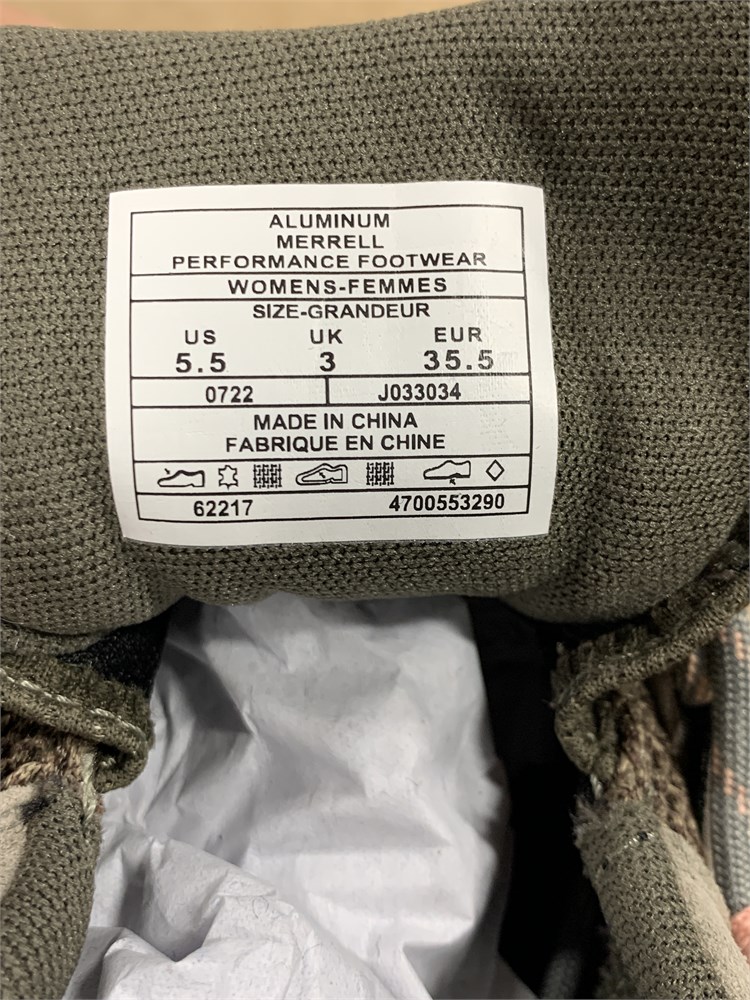 ALUMINUM
MERRELL
PERFORMANCE FOOTWEAR
WOMENS-FEMMES
SIZE-GRANDEUR
US UK EUR
5.5 3 35.5
0722 J033034
MADE IN CHINA
FABRIQUE EN CHINE
62217 4700553290